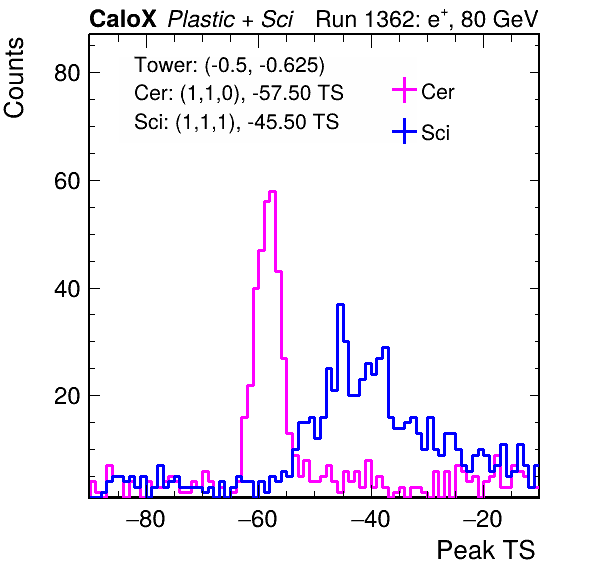 CaloX Plastic + Sci Run 1362: e⁺, 80 GeV
Counts
Tower: (-0.5, -0.625)
Cer: (1,1,0), -57.50 TS
Sci: (1,1,1), -45.50 TS
Cer
Sci
80
60
40
20
−80 −60 −40 −20
Peak TS